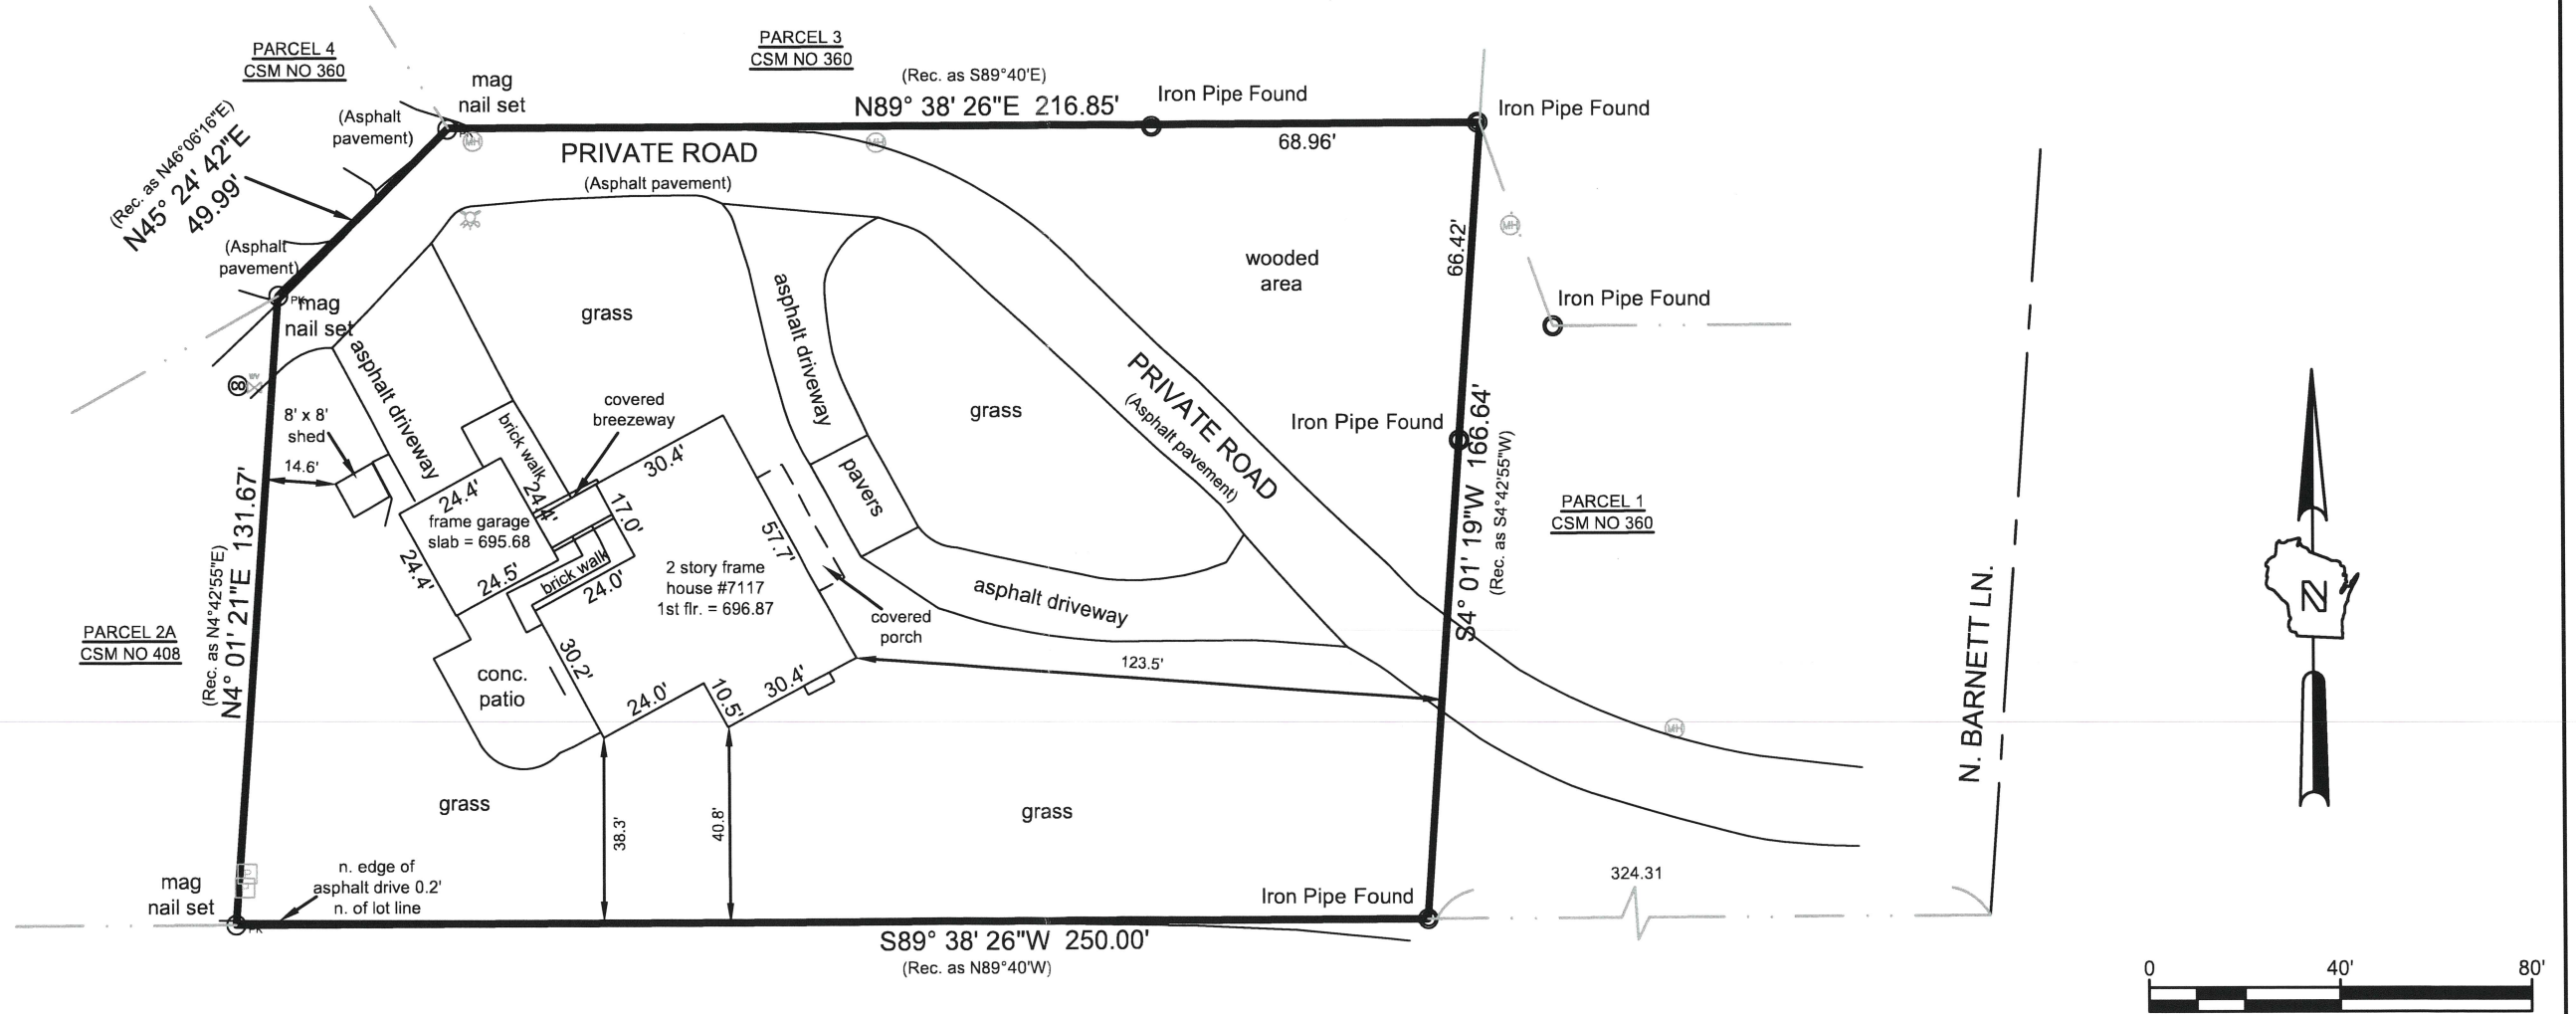 PARCEL 4
CSM NO 360
PARCEL 3
CSM NO 360
mag
nail set
(Rec. as S89°40'E)
N89° 38' 26"E 216.85'
Iron Pipe Found
Iron Pipe Found
68.96'
(Asphalt
pavement)
(Rec. as N46°06'16"E)
N45° 24' 42"E
49.99'
MH
MH
PRIVATE ROAD
(Asphalt pavement)
(Asphalt
pavement)
PK
mag
nail set
66.42'
MH
wooded
area
Iron Pipe Found
grass
asphalt driveway
asphalt driveway
grass
PRIVATE ROAD
(Asphalt pavement)
Iron Pipe Found
8' x 8'
shed
14.6'
covered
breezeway
brick walk
30.4'
24.4'
24.4'
17.0'
frame garage
slab = 695.68
24.4'
24.5'
brick walk
24.0'
57.7'
pavers
2 story frame
house #7117
1st flr. = 696.87
covered
porch
asphalt driveway
S4° 01' 19"W 166.64'
(Rec. as S4°42'55"W)
PARCEL 1
CSM NO 360
(Rec. as N4°42'55"E)
N4° 01' 21"E 131.67'
PARCEL 2A
CSM NO 408
30.2'
conc.
patio
24.0'
10.5'
30.4'
123.5'
MH
N. BARNETT LN.
N
grass
38.3'
40.8'
grass
n. edge of
asphalt drive 0.2'
n. of lot line
mag
nail set
PK
Iron Pipe Found
324.31
S89° 38' 26"W 250.00'
(Rec. as N89°40'W)
0 40' 80'